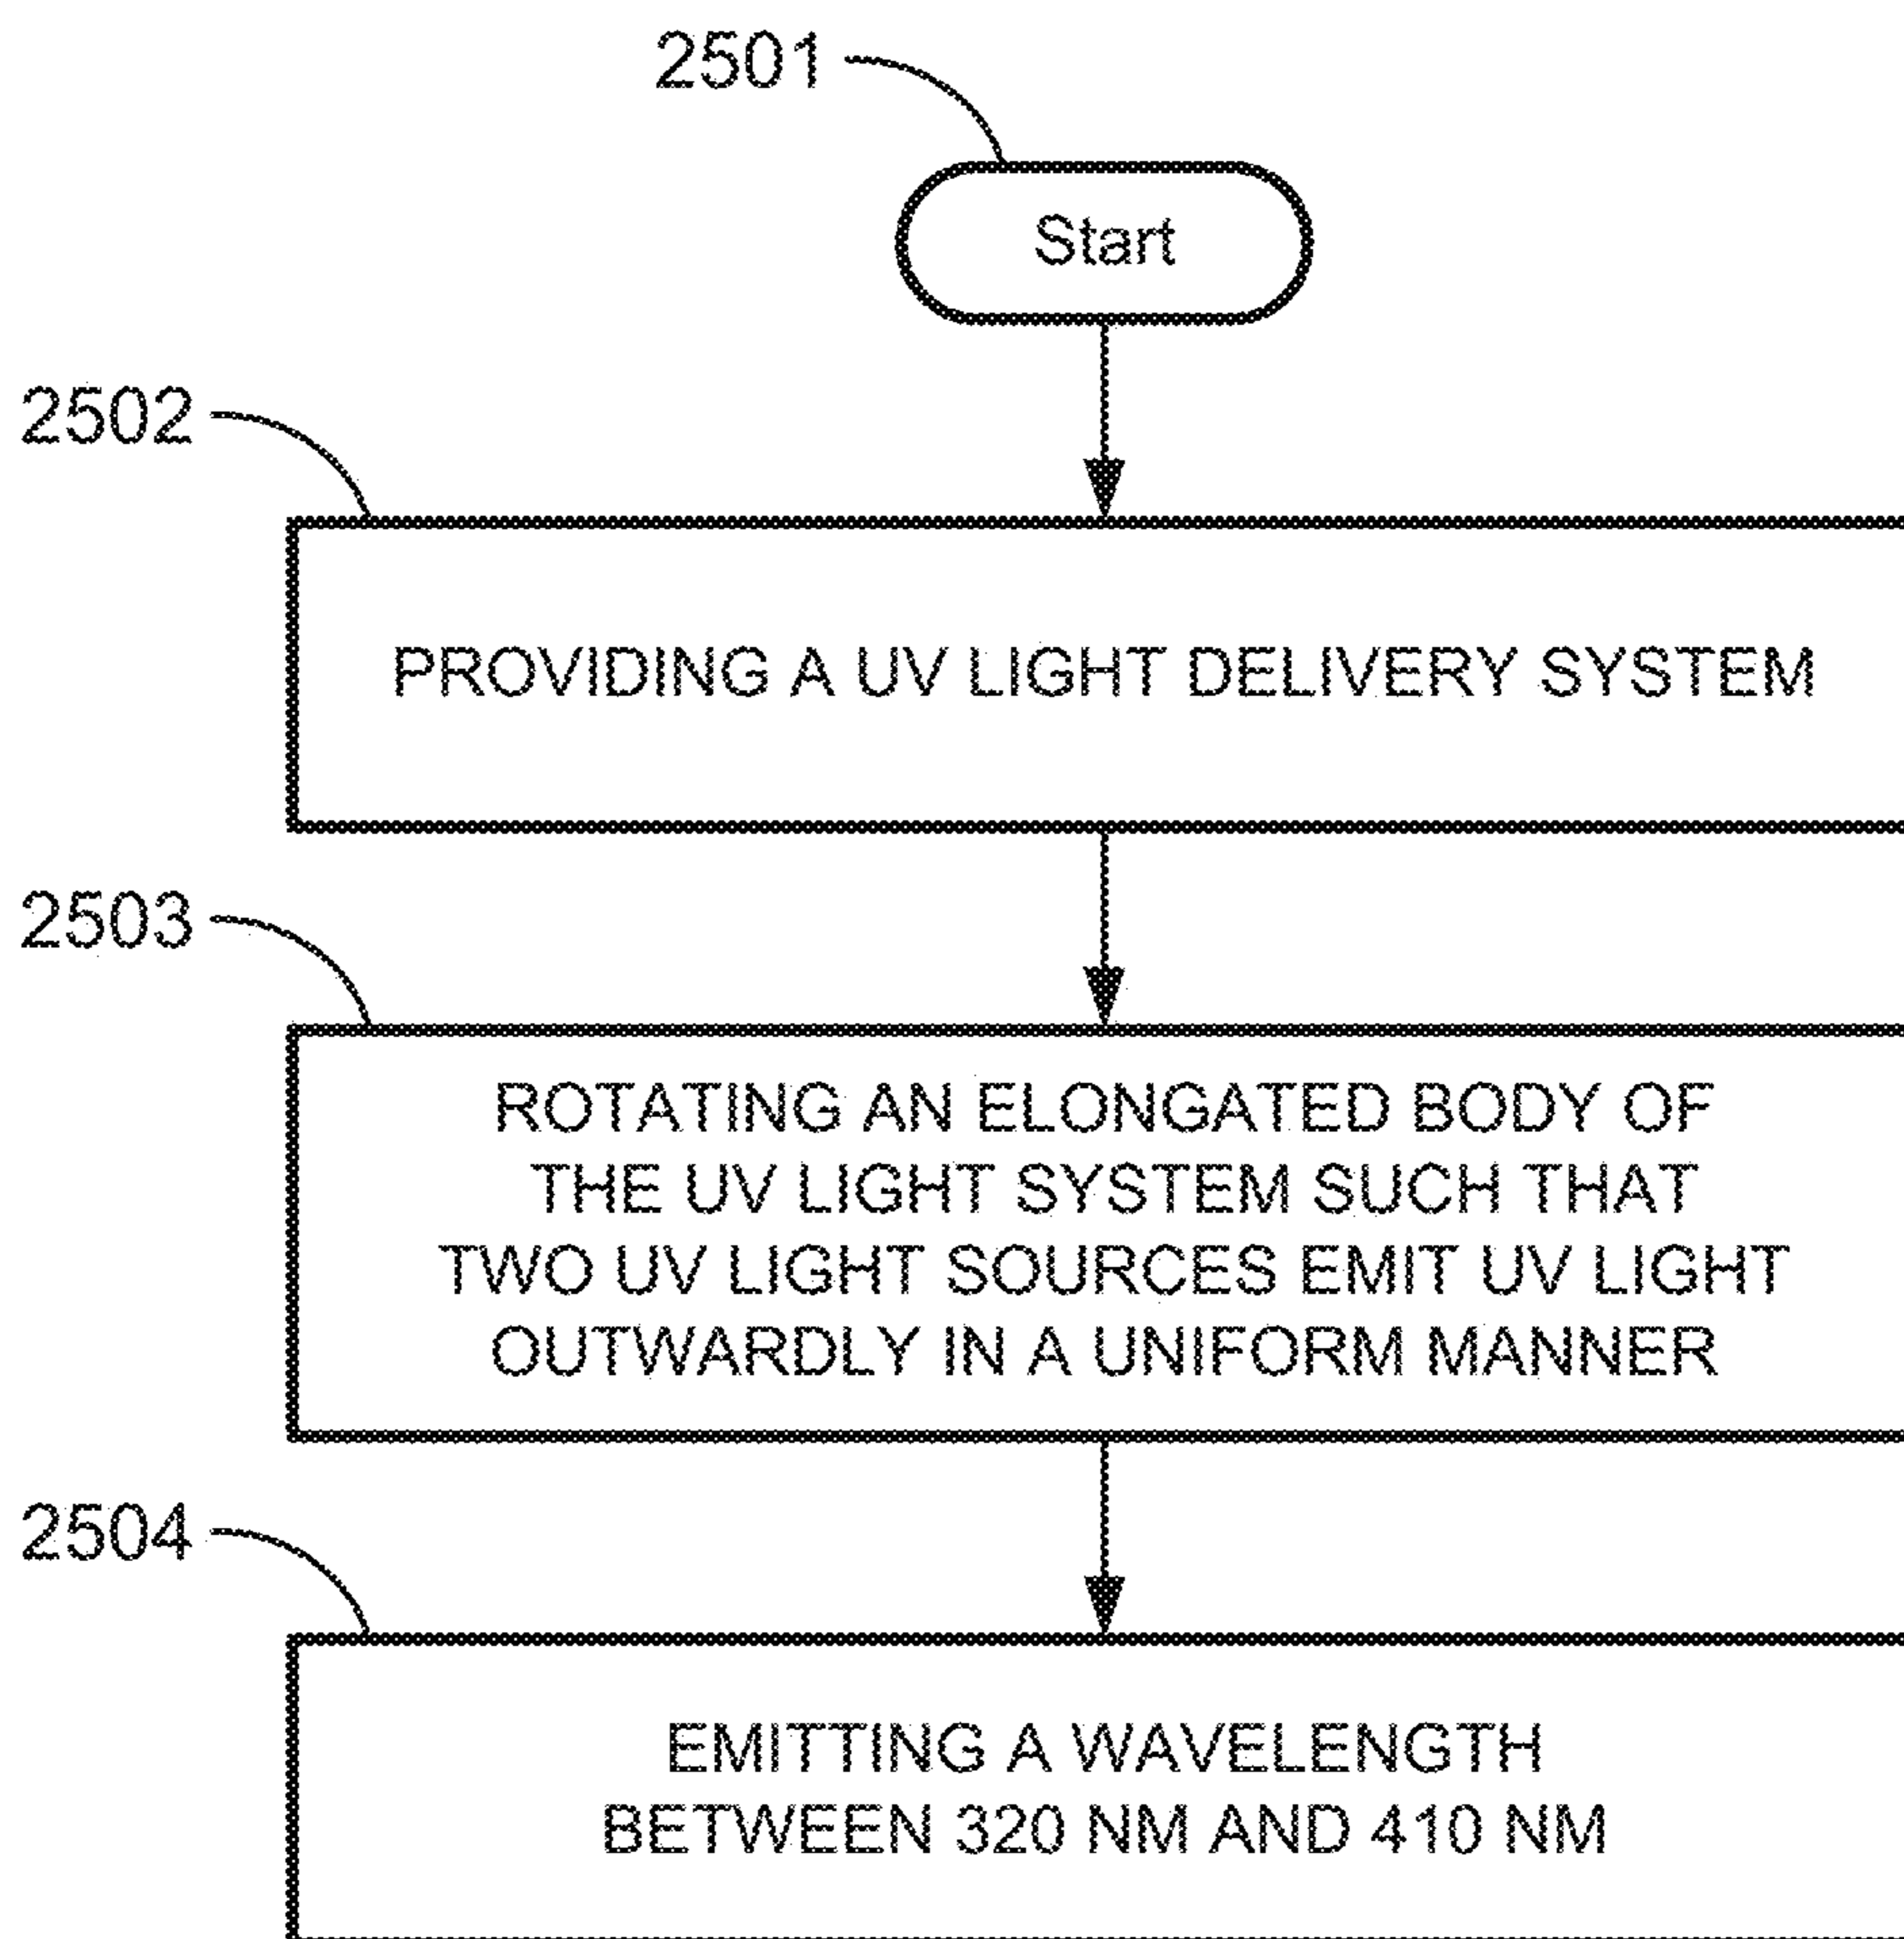 2501
Start
2502
PROVIDING A UV LIGHT DELIVERY SYSTEM
2503
ROTATING AN ELONGATED BODY OF
THE UV LIGHT SYSTEM SUCH THAT
TWO UV LIGHT SOURCES EMIT UV LIGHT
OUTWARDLY IN A UNIFORM MANNER
2504
EMITTING A WAVELENGTH
BETWEEN 320 NM AND 410 NM